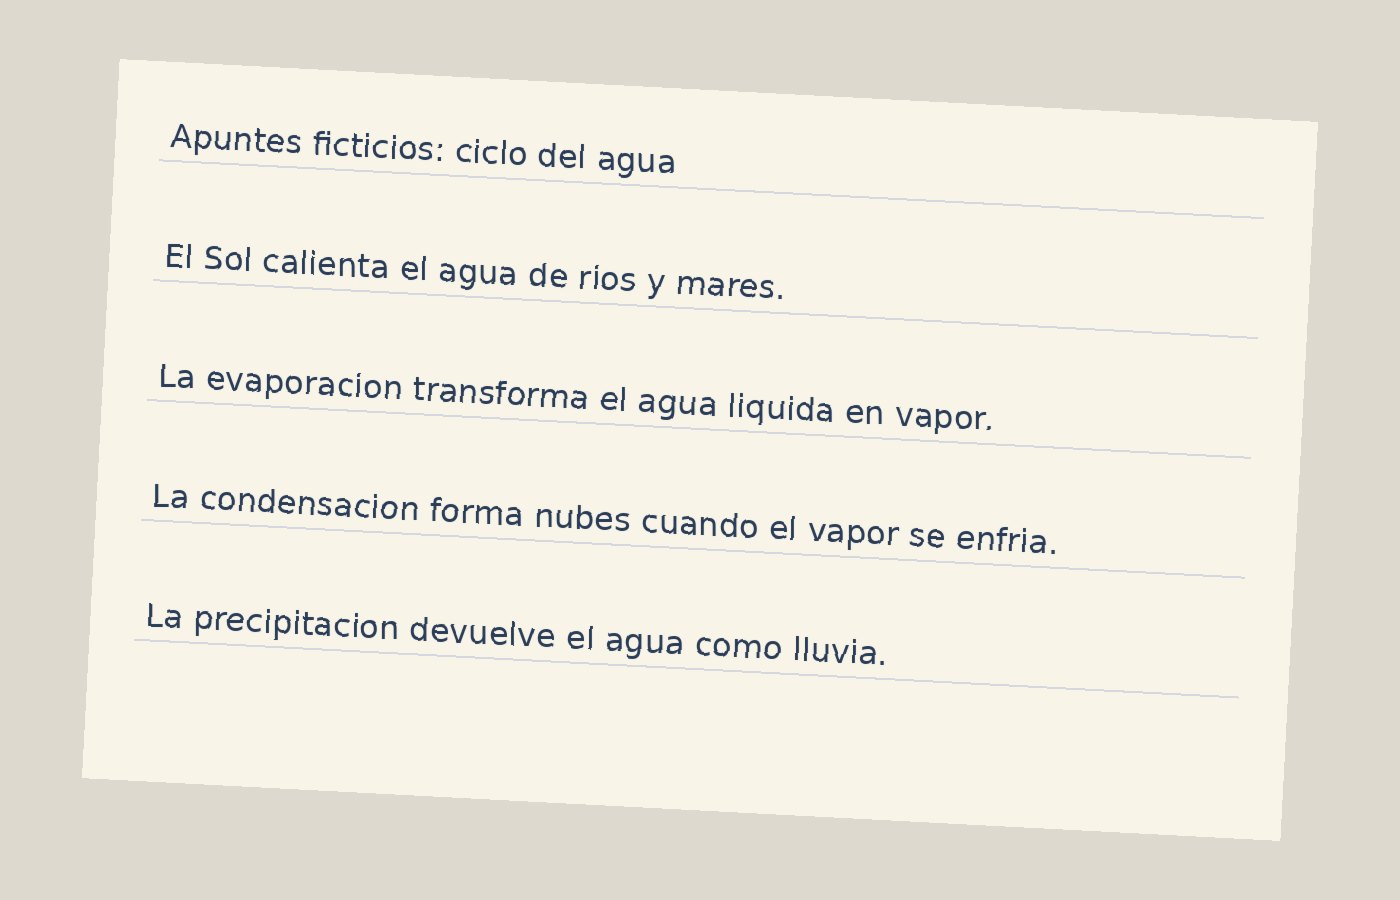 Apuntes ficticios: ciclo del agua
El Sol calienta el agua de rios y mares.
La evaporacion transforma el agua liquida en vapor.
La condensacion forma nubes cuando el vapor se enfria.
La precipitacion devuelve el agua como lluvia.